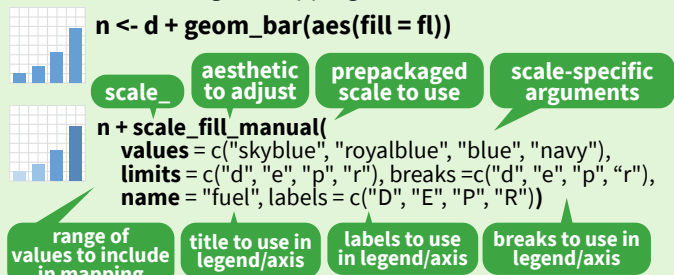 n <- d + geom_bar(aes(fill = fl))
scale_
aesthetic
to adjust
prepackaged
scale to use
scale-specific
arguments
n + scale_fill_manual(
values = c("skyblue", "royalblue", "blue", "navy"),
limits = c("d", "e", "p", "r"), breaks =c("d", "e", "p", “r"),
name = "fuel", labels = c("D", "E", "P", "R"))
range of
values to include
in mapping
title to use in
legend/axis
labels to use
in legend/axis
breaks to use in
legend/axis